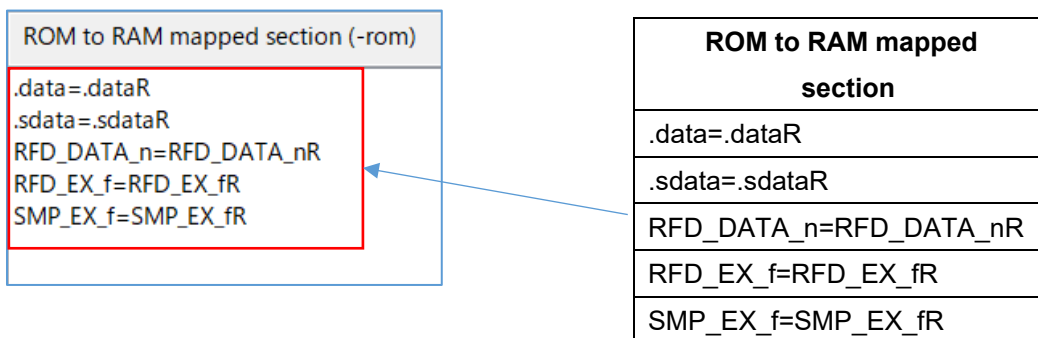 ROM to RAM mapped section (-rom)
.data=.dataR
.sdata=.sdataR
RFD_DATA_n=RFD_DATA_nR
RFD_EX_f=RFD_EX_fR
SMP_EX_f=SMP_EX_fR
ROM to RAM mapped
section
.data=.dataR
.sdata=.sdataR
RFD_DATA_n=RFD_DATA_nR
RFD_EX_f=RFD_EX_fR
SMP_EX_f=SMP_EX_fR